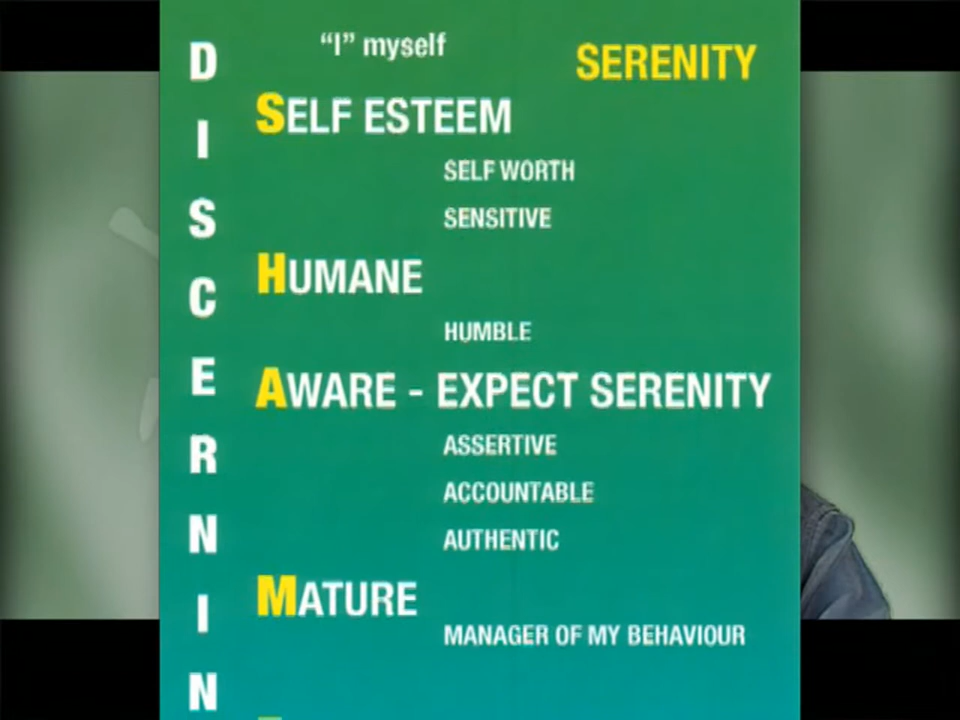 "I" myself
SERENITY
SELF ESTEEM
SELF WORTH
SENSITIVE
HUMANE
HUMBLE
AWARE - EXPECT SERENITY
ASSERTIVE
ACCOUNTABLE
AUTHENTIC
MATURE
MANAGER OF MY BEHAVIOUR
D
I
S
C
E
R
N
I
N